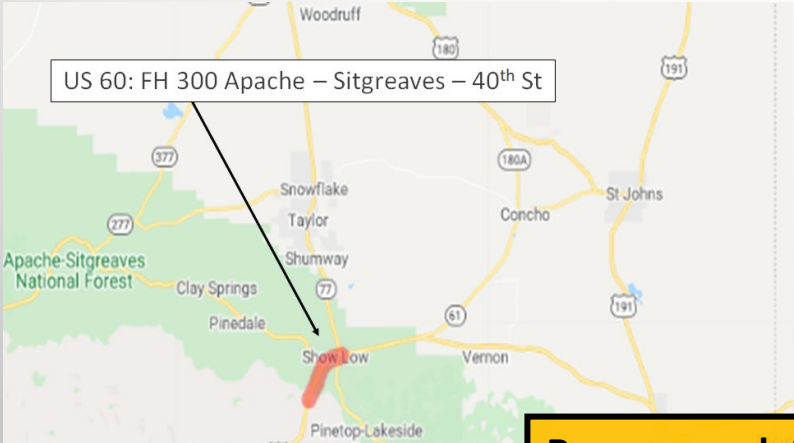 Woodruff
180
US 60: FH 300 Apache – Sitgreaves – 40th St
191
377
180A
Snowflake
St Johns
Taylor
Concho
277
Apache-Sitgreaves
National Forest
Shumway
Clay Springs
77
191
61
Pinedale
Show Low
Vernon
Pinetop-Lakeside